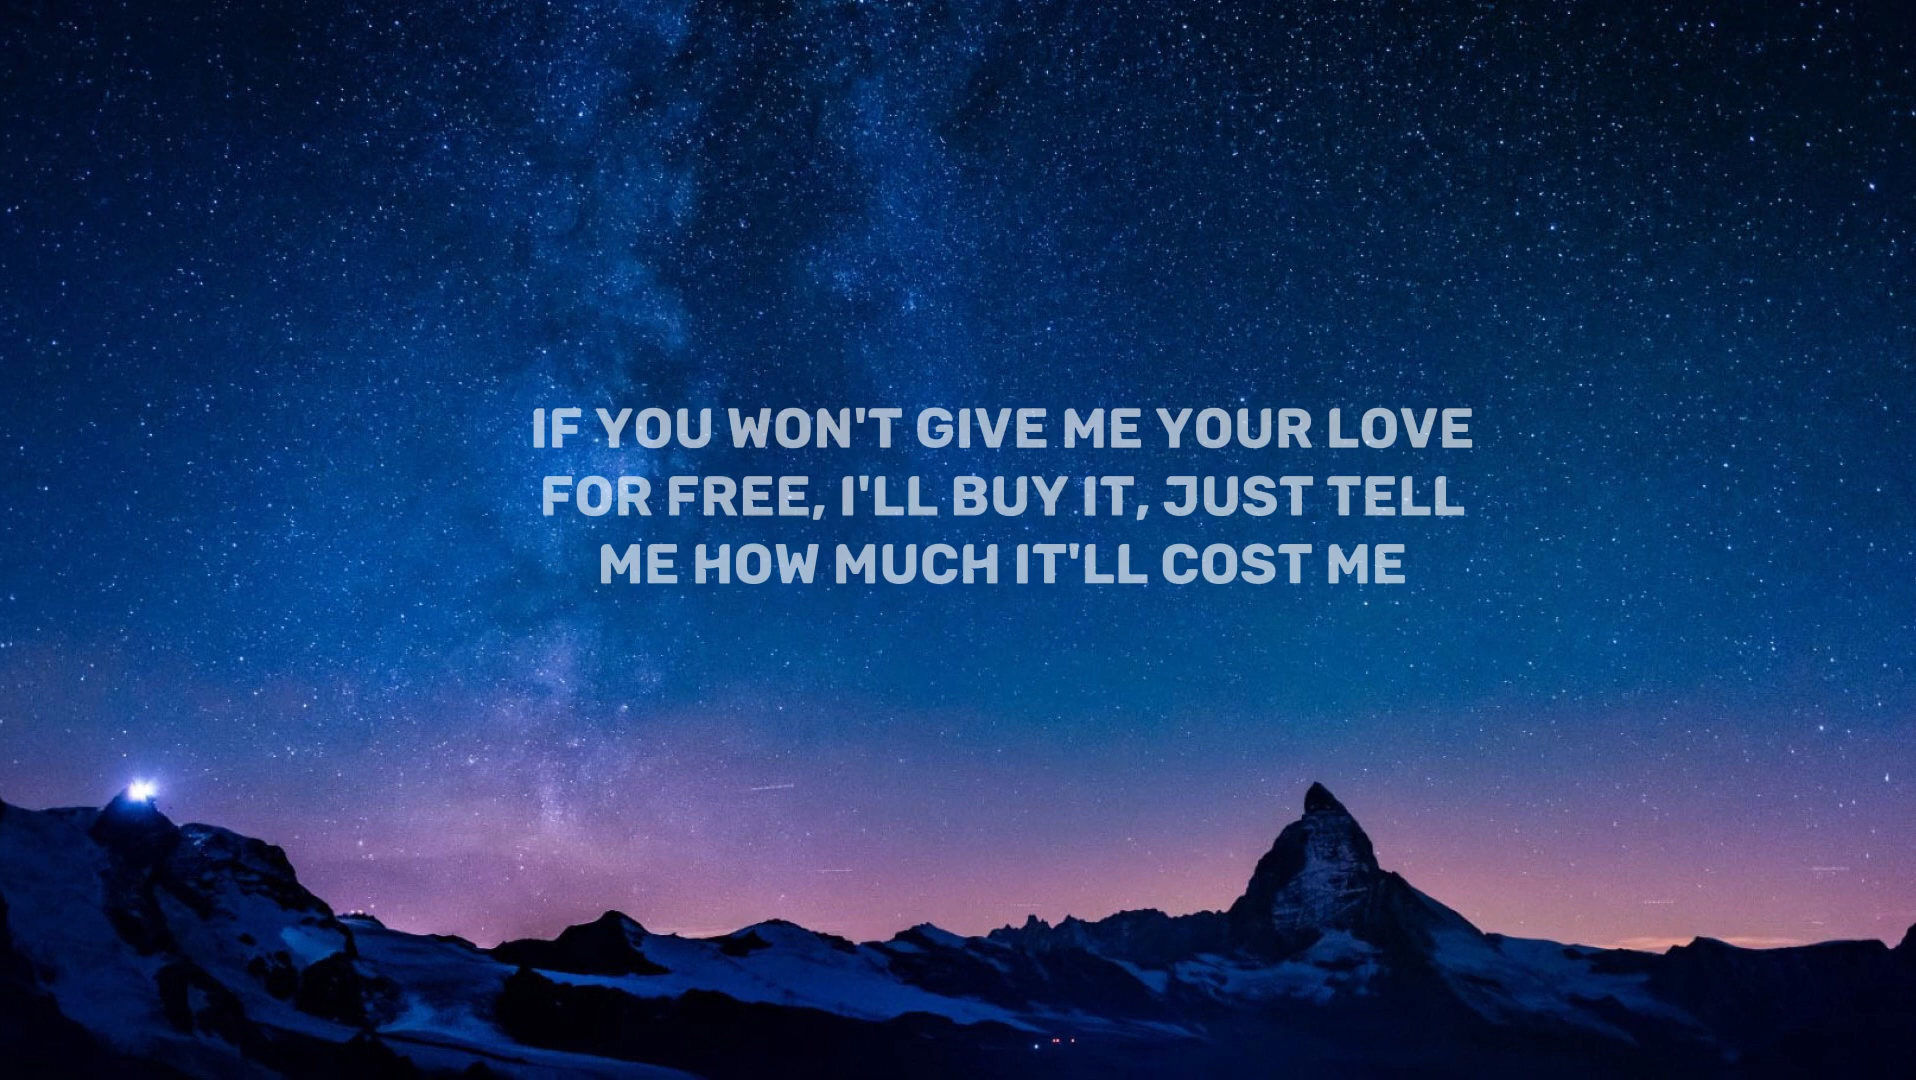 IF YOU WON'T GIVE ME YOUR LOVE
FOR FREE, I'LL BUY IT, JUST TELL
ME HOW MUCH IT'LL COST ME